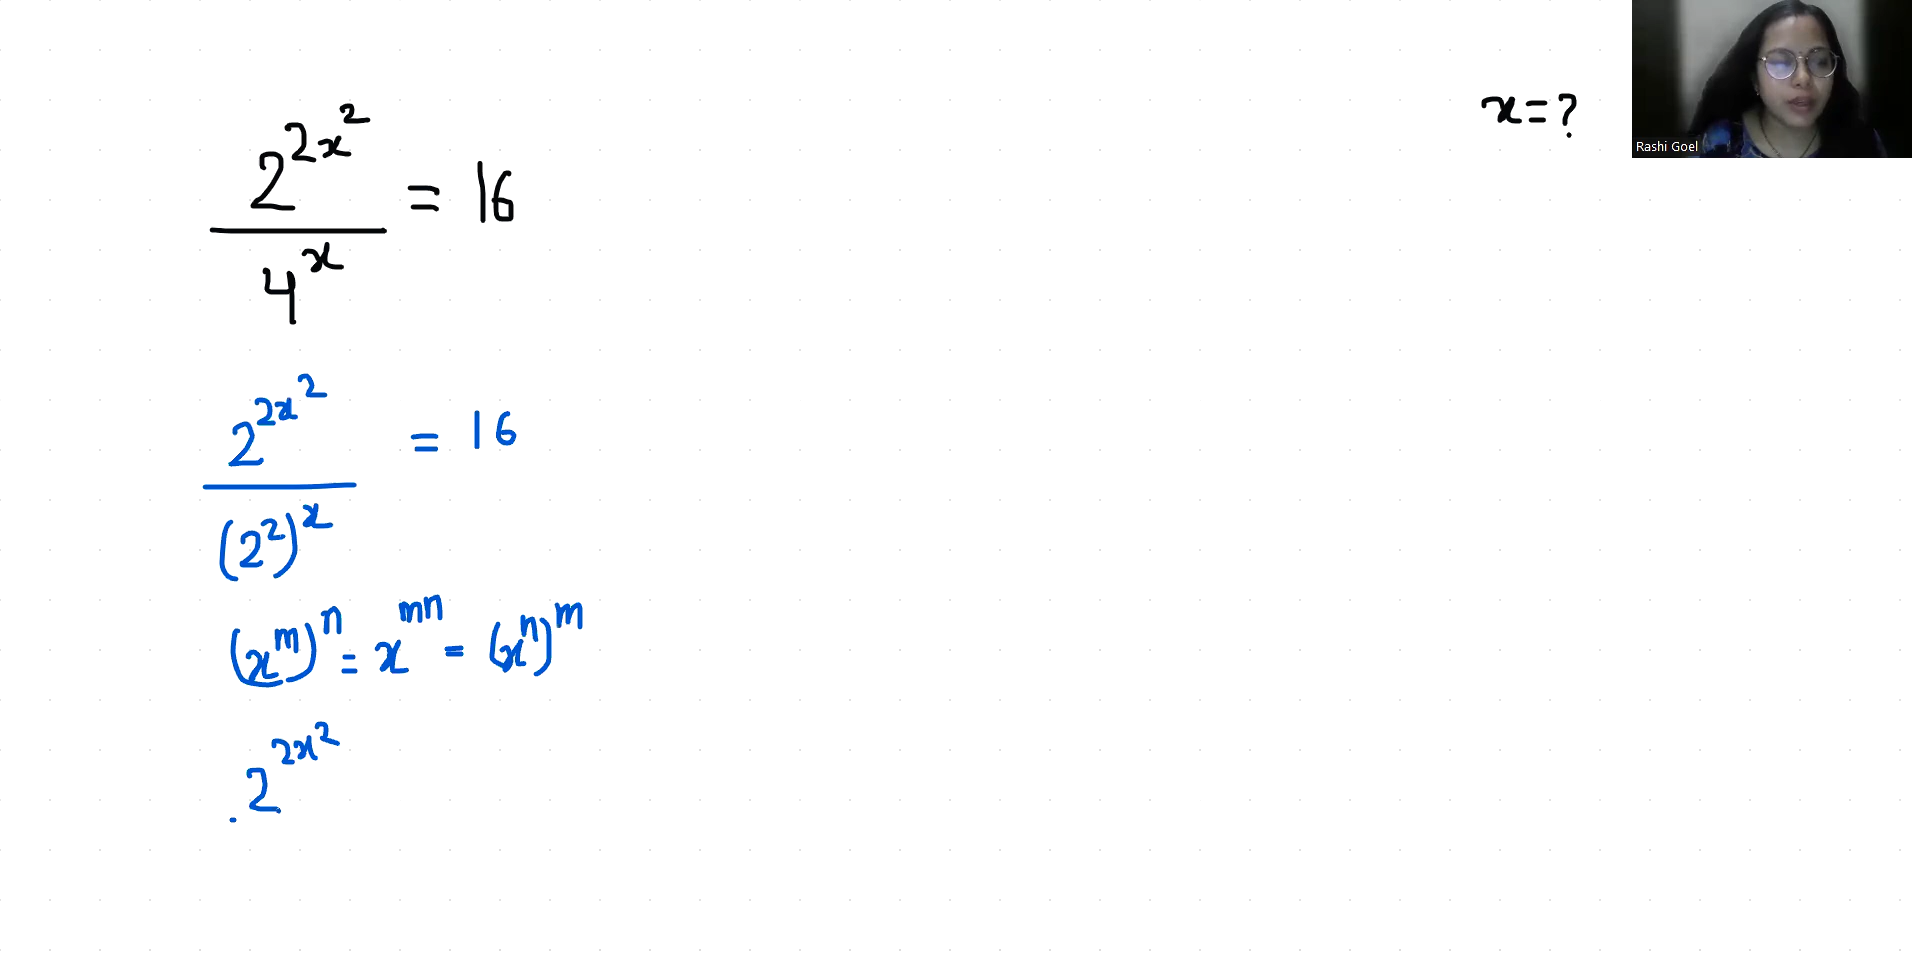 2^{2x^2}/4^x = 16
x = ?
Rashi Goel
2^{2x^2}/(2^2)^x = 16
(x^m)^n = x^{mn} = (x^n)^m
2^{2x^2}